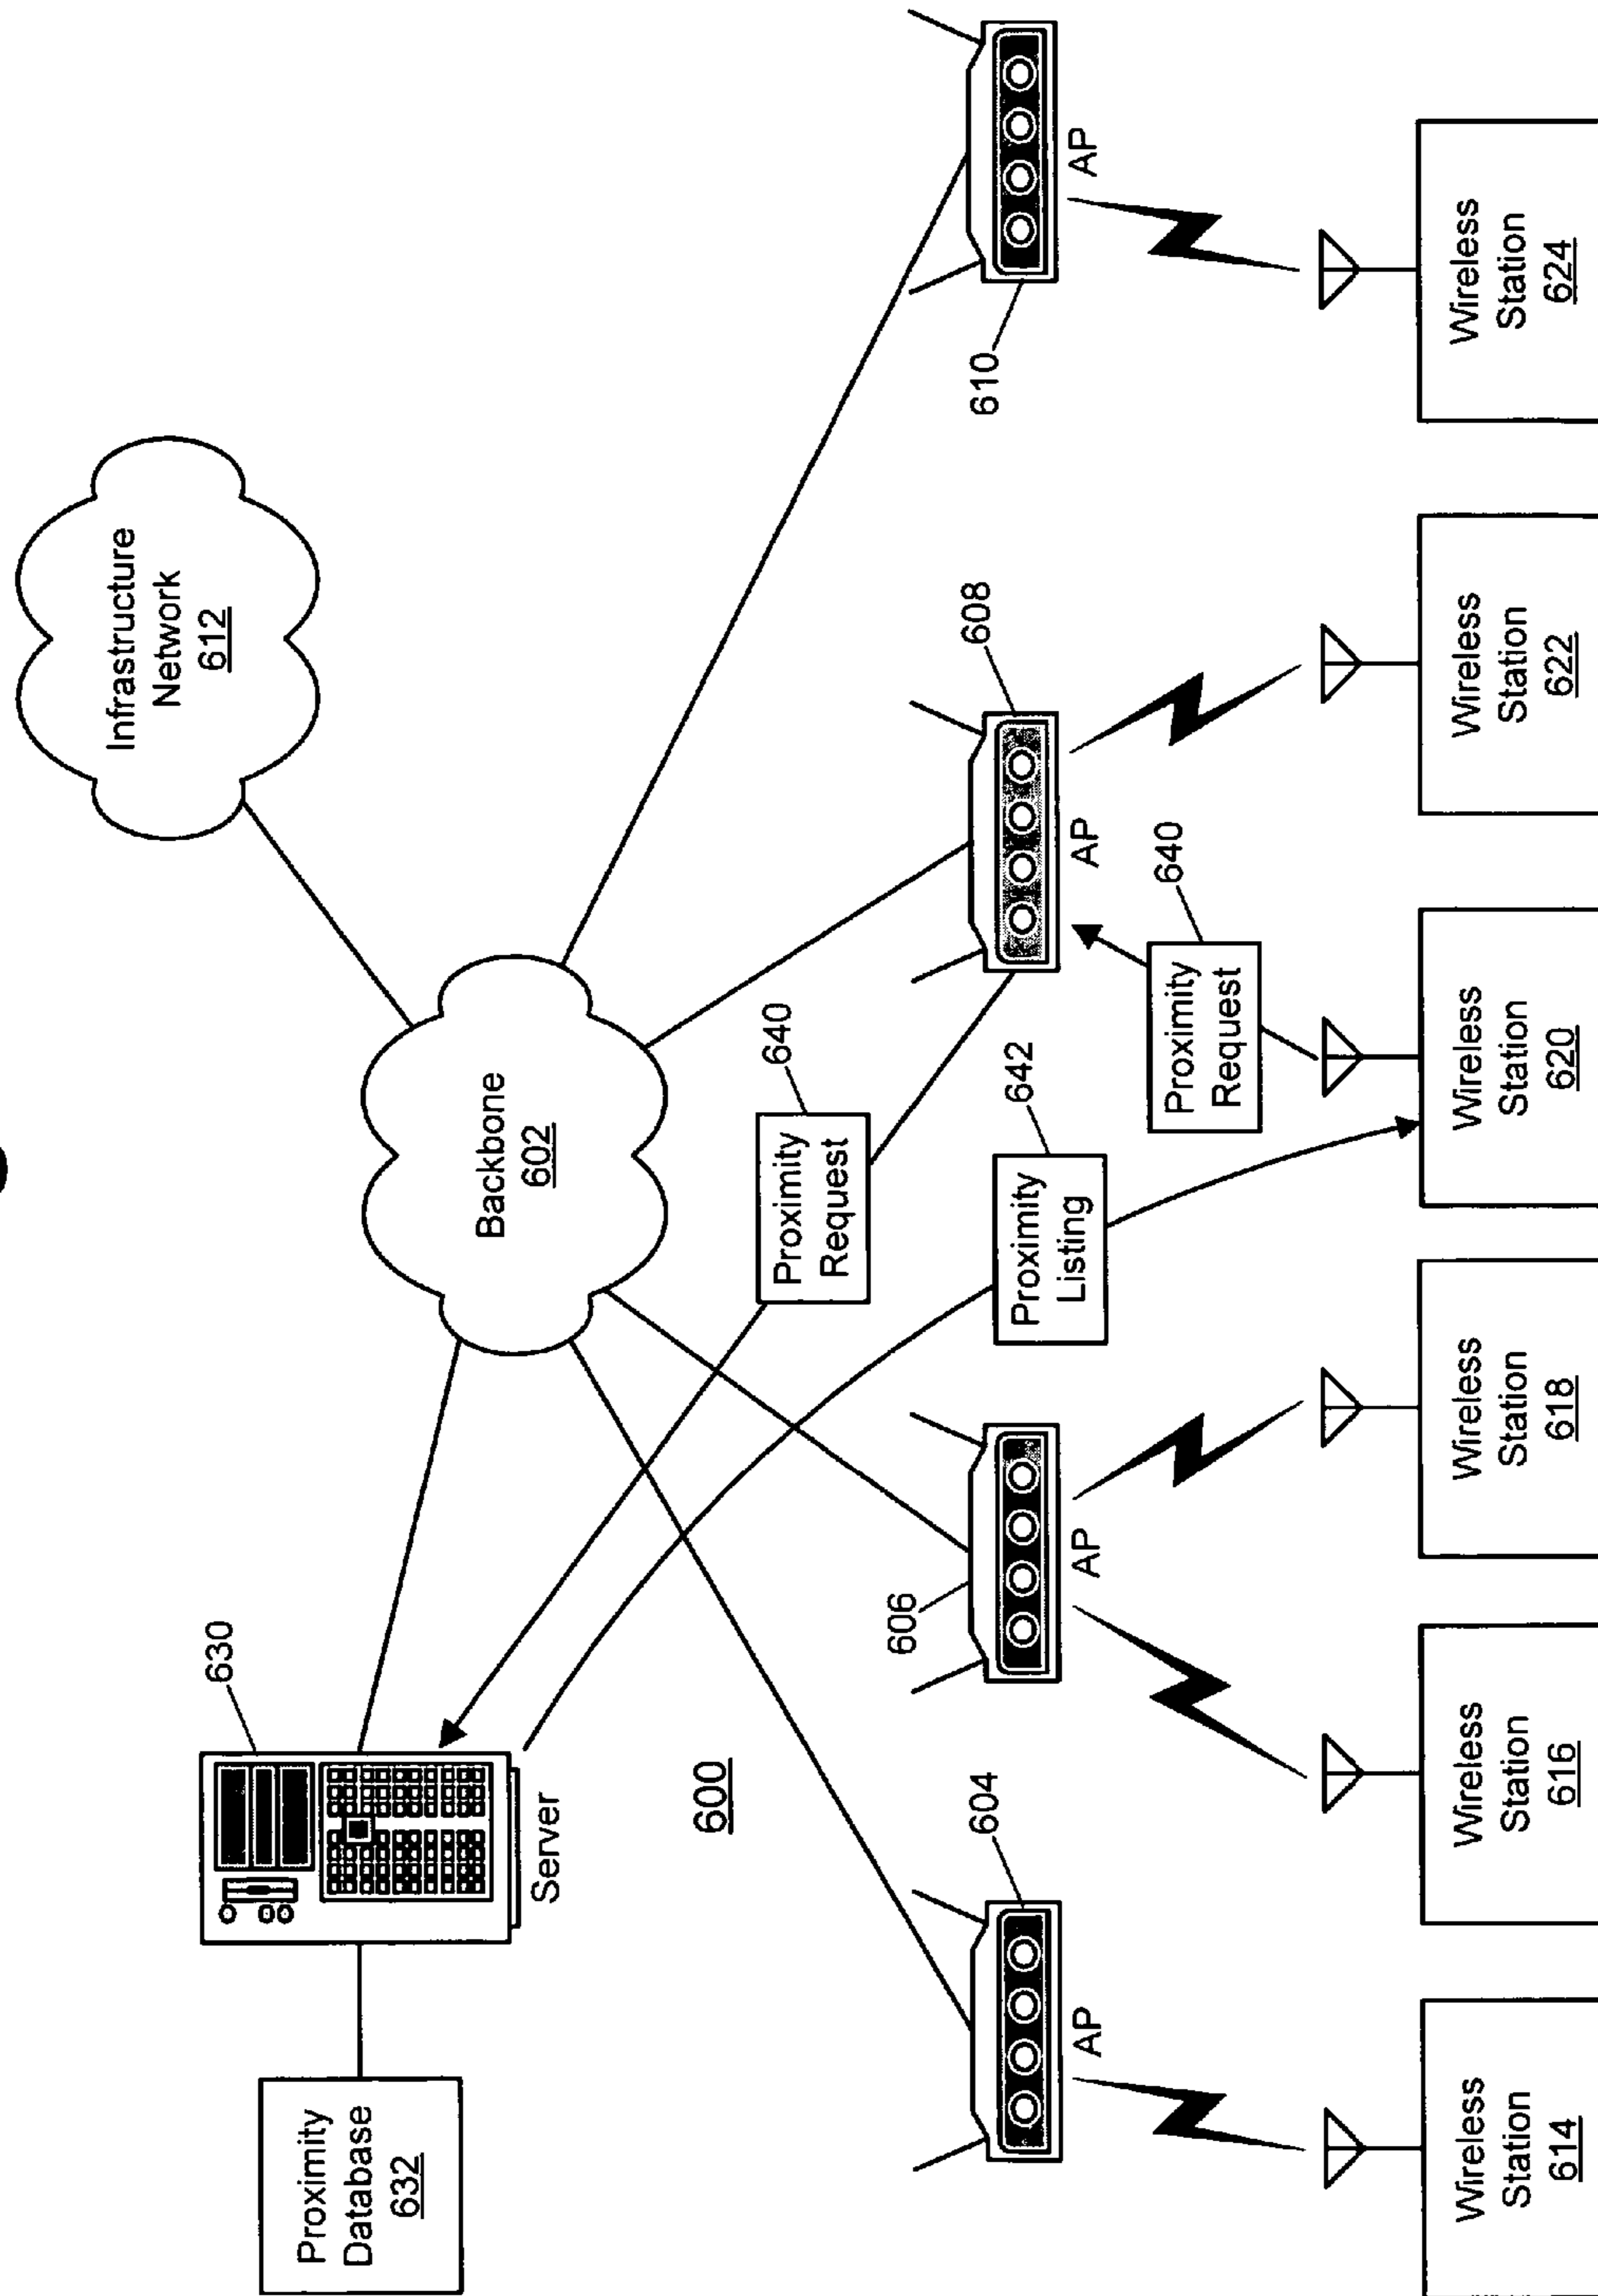 Infrastructure
Network
612
Backbone
602
630
Server
Proximity
Database
632
600
Proximity
Request
640
Proximity
Listing
642
Proximity
Request
640
604
AP
606
AP
608
AP
610
AP
Wireless
Station
614
Wireless
Station
616
Wireless
Station
618
Wireless
Station
620
Wireless
Station
622
Wireless
Station
624